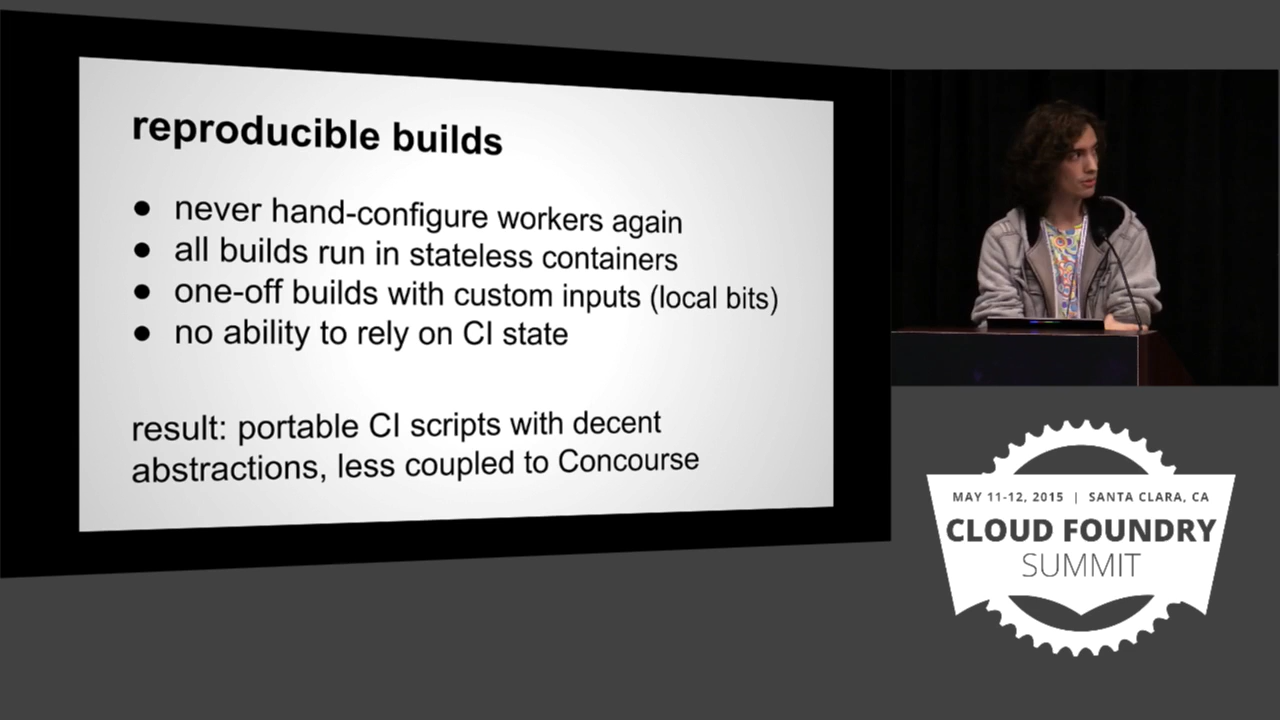 reproducible builds
● never hand-configure workers again
● all builds run in stateless containers
● one-off builds with custom inputs (local bits)
● no ability to rely on CI state
result: portable CI scripts with decent
abstractions, less coupled to Concourse
MAY 11-12, 2015 | SANTA CLARA, CA
CLOUD FOUNDRY
SUMMIT